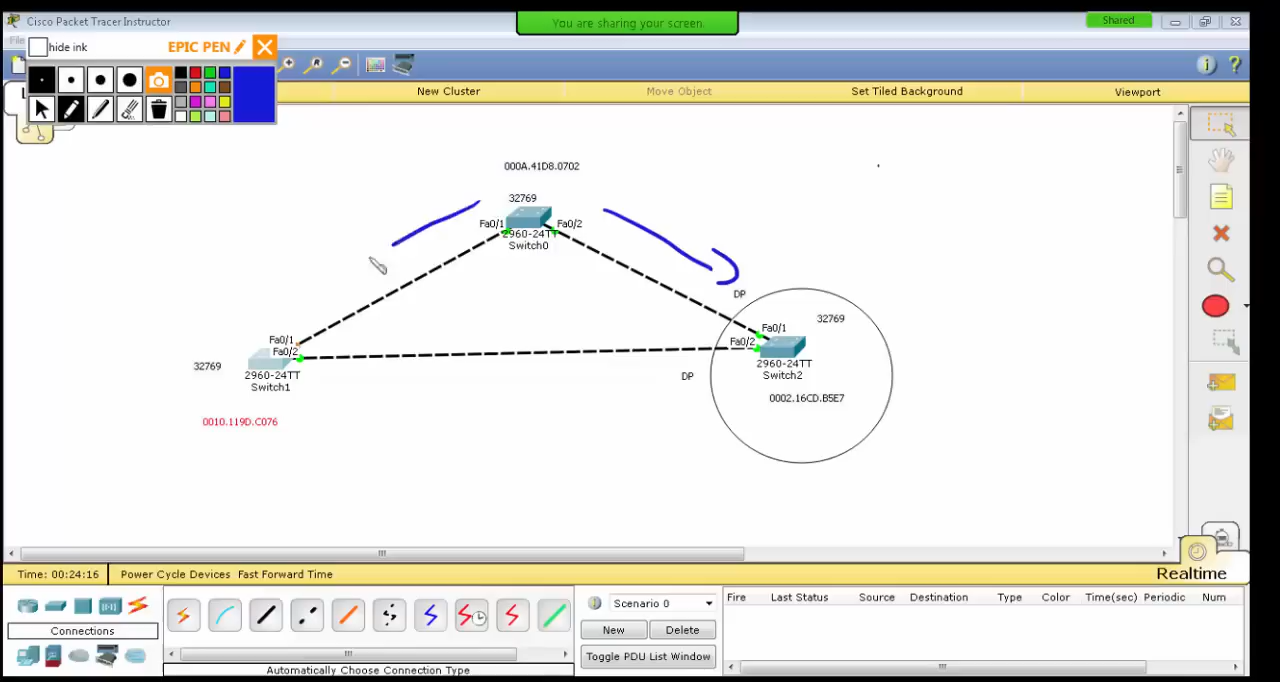 Cisco Packet Tracer Instructor
You are sharing your screen.
Shared
hide ink
EPIC PEN
New Cluster
Move Object
Set Tiled Background
Viewport
000A.41D8.0702
32769
Fa0/1
Fa0/2
2960-24TT
Switch0
DP
32769
Fa0/1
Fa0/1
Fa0/2
Fa0/2
32769
2960-24TT
Switch1
2960-24TT
Switch2
DP
0002.16CD.B5E7
0010.119D.C076
Time: 00:24:16
Power Cycle Devices Fast Forward Time
Realtime
Connections
Automatically Choose Connection Type
Scenario 0
New
Delete
Toggle PDU List Window
Fire Last Status Source Destination Type Color Time(sec) Periodic Num